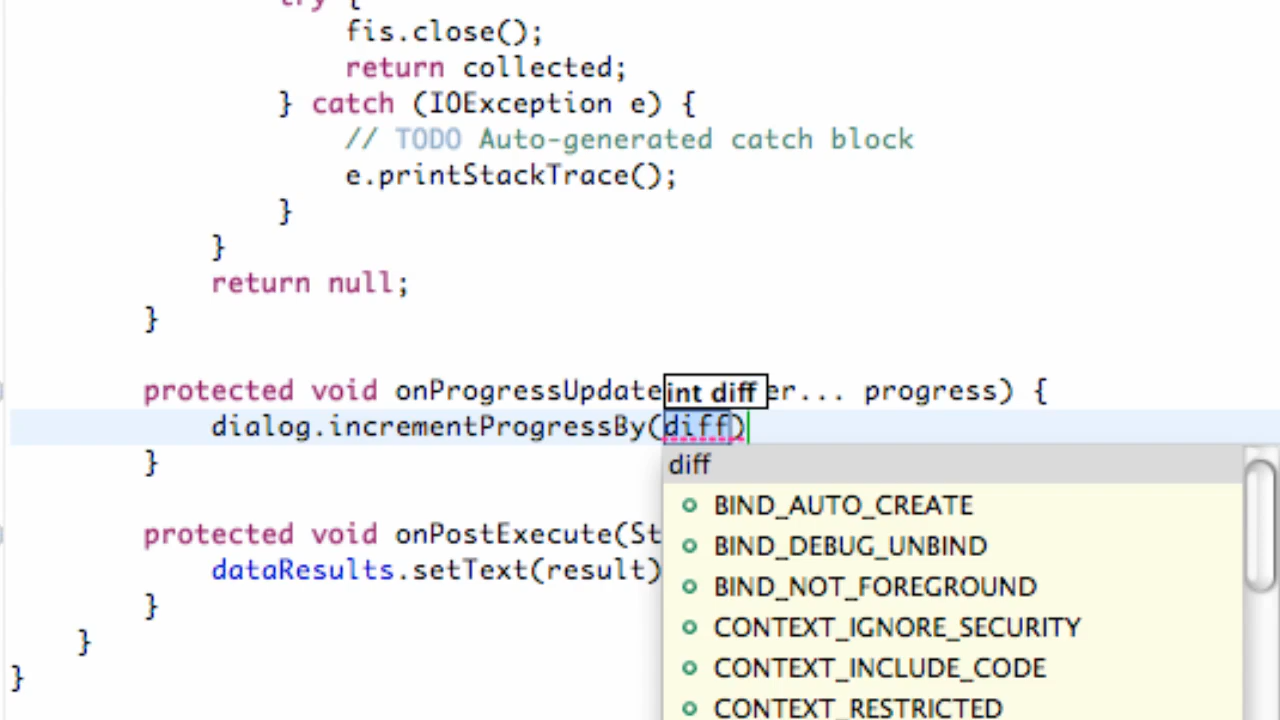 try {
fis.close();
return collected;
} catch (IOException e) {
// TODO Auto-generated catch block
e.printStackTrace();
}
}
return null;
}
protected void onProgressUpdate int diff er... progress) {
dialog.incrementProgressBy(diff)
}
diff
BIND_AUTO_CREATE
BIND_DEBUG_UNBIND
protected void onPostExecute(St
dataResults.setText(result)
BIND_NOT_FOREGROUND
}
CONTEXT_IGNORE_SECURITY
}
CONTEXT_INCLUDE_CODE
}
CONTEXT_RESTRICTED